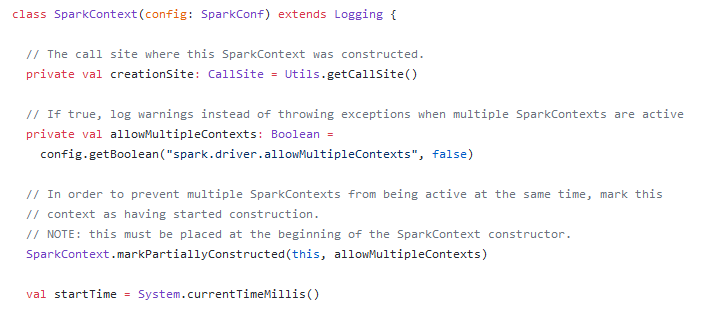 class SparkContext(config: SparkConf) extends Logging {
// The call site where this SparkContext was constructed.
private val creationSite: CallSite = Utils.getCallSite()
// If true, log warnings instead of throwing exceptions when multiple SparkContexts are active
private val allowMultipleContexts: Boolean =
config.getBoolean("spark.driver.allowMultipleContexts", false)
// In order to prevent multiple SparkContexts from being active at the same time, mark this
// context as having started construction.
// NOTE: this must be placed at the beginning of the SparkContext constructor.
SparkContext.markPartiallyConstructed(this, allowMultipleContexts)
val startTime = System.currentTimeMillis()